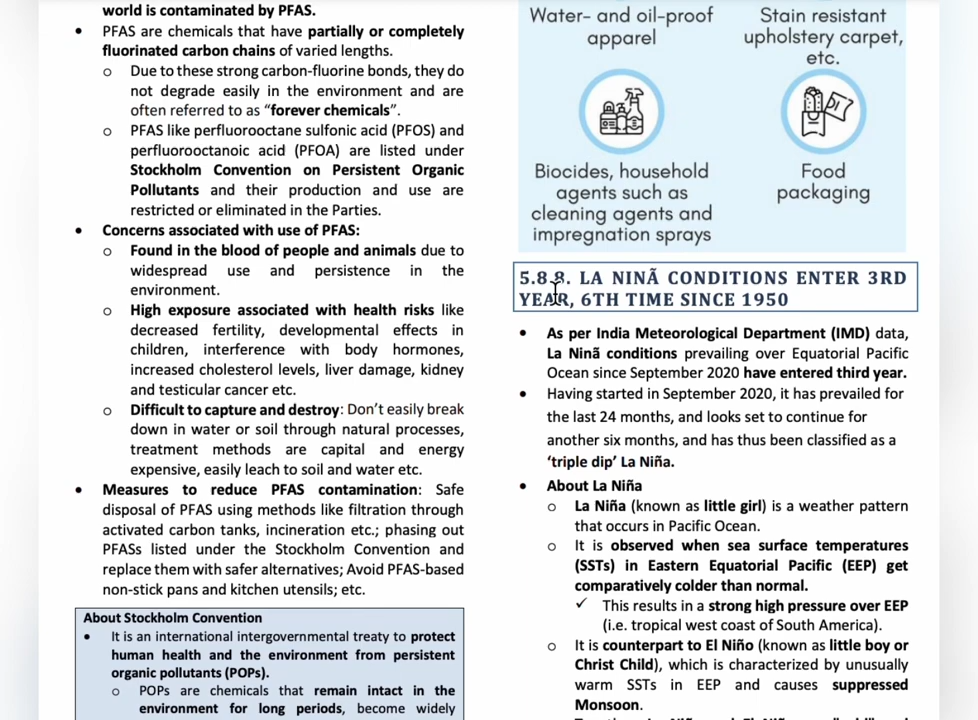 world is contaminated by PFAS.
• PFAS are chemicals that have partially or completely
fluorinated carbon chains of varied lengths.
o Due to these strong carbon-fluorine bonds, they do
not degrade easily in the environment and are
often referred to as “forever chemicals”.
o PFAS like perfluorooctane sulfonic acid (PFOS) and
perfluorooctanoic acid (PFOA) are listed under
Stockholm Convention on Persistent Organic
Pollutants and their production and use are
restricted or eliminated in the Parties.
• Concerns associated with use of PFAS:
o Found in the blood of people and animals due to
widespread use and persistence in the
environment.
o High exposure associated with health risks like
decreased fertility, developmental effects in
children, interference with body hormones,
increased cholesterol levels, liver damage, kidney
and testicular cancer etc.
o Difficult to capture and destroy: Don’t easily break
down in water or soil through natural processes,
treatment methods are capital and energy
expensive, easily leach to soil and water etc.
• Measures to reduce PFAS contamination: Safe
disposal of PFAS using methods like filtration through
activated carbon tanks, incineration etc.; phasing out
PFASs listed under the Stockholm Convention and
replace them with safer alternatives; Avoid PFAS-based
non-stick pans and kitchen utensils; etc.
About Stockholm Convention
• It is an international intergovernmental treaty to protect
human health and the environment from persistent
organic pollutants (POPs).
o POPs are chemicals that remain intact in the
environment for long periods, become widely
Water- and oil-proof
apparel
Stain resistant
upholstery carpet,
etc.
Biocides, household
agents such as
cleaning agents and
impregnation sprays
Food
packaging
5.8.8. LA NINÃ CONDITIONS ENTER 3RD
YEAR, 6TH TIME SINCE 1950
• As per India Meteorological Department (IMD) data,
La Ninã conditions prevailing over Equatorial Pacific
Ocean since September 2020 have entered third year.
• Having started in September 2020, it has prevailed for
the last 24 months, and looks set to continue for
another six months, and has thus been classified as a
‘triple dip’ La Niña.
• About La Niña
o La Niña (known as little girl) is a weather pattern
that occurs in Pacific Ocean.
o It is observed when sea surface temperatures
(SSTs) in Eastern Equatorial Pacific (EEP) get
comparatively colder than normal.
✓ This results in a strong high pressure over EEP
(i.e. tropical west coast of South America).
o It is counterpart to El Niño (known as little boy or
Christ Child), which is characterized by unusually
warm SSTs in EEP and causes suppressed
Monsoon.